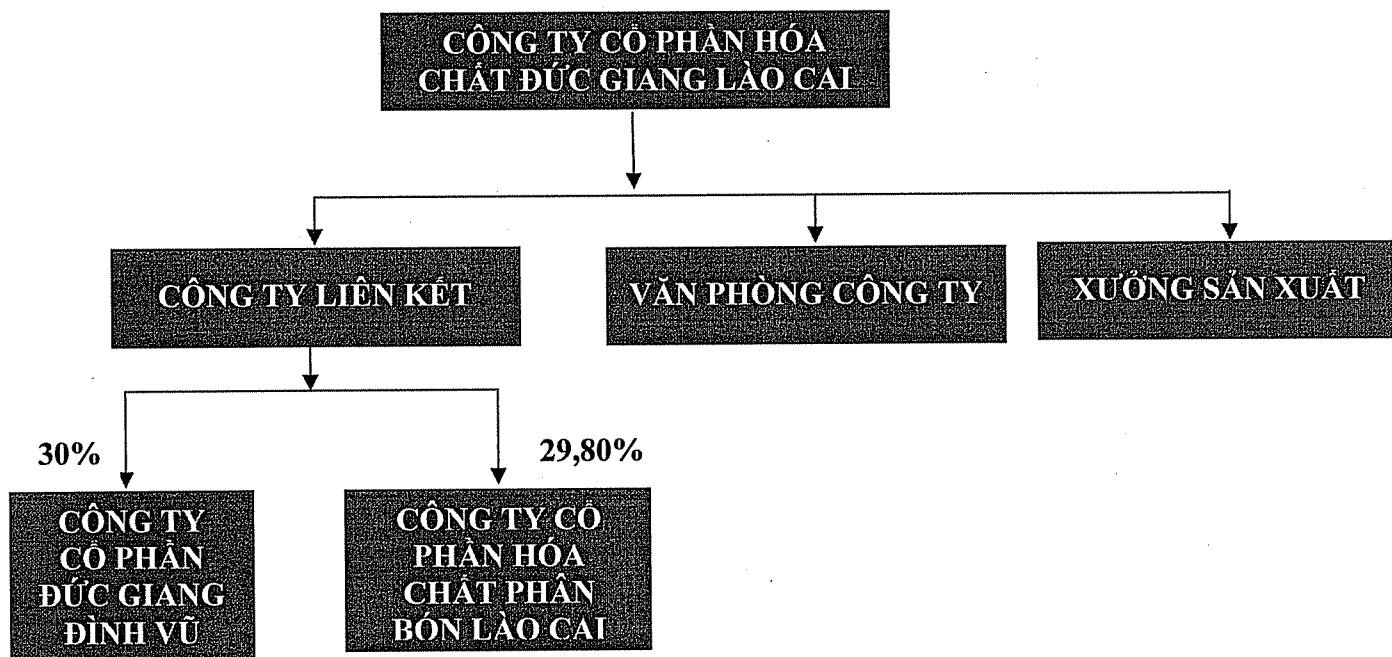 CÔNG TY CỔ PHẦN HÓA
CHẤT ĐỨC GIANG LÀO CAI
CÔNG TY LIÊN KẾT
VĂN PHÒNG CÔNG TY
XƯỞNG SẢN XUẤT
30%
29,80%
CÔNG TY
CỔ PHẦN
ĐỨC GIANG
ĐÌNH VŨ
CÔNG TY CỔ
PHẦN HÓA
CHẤT PHÂN
BÓN LÀO CAI